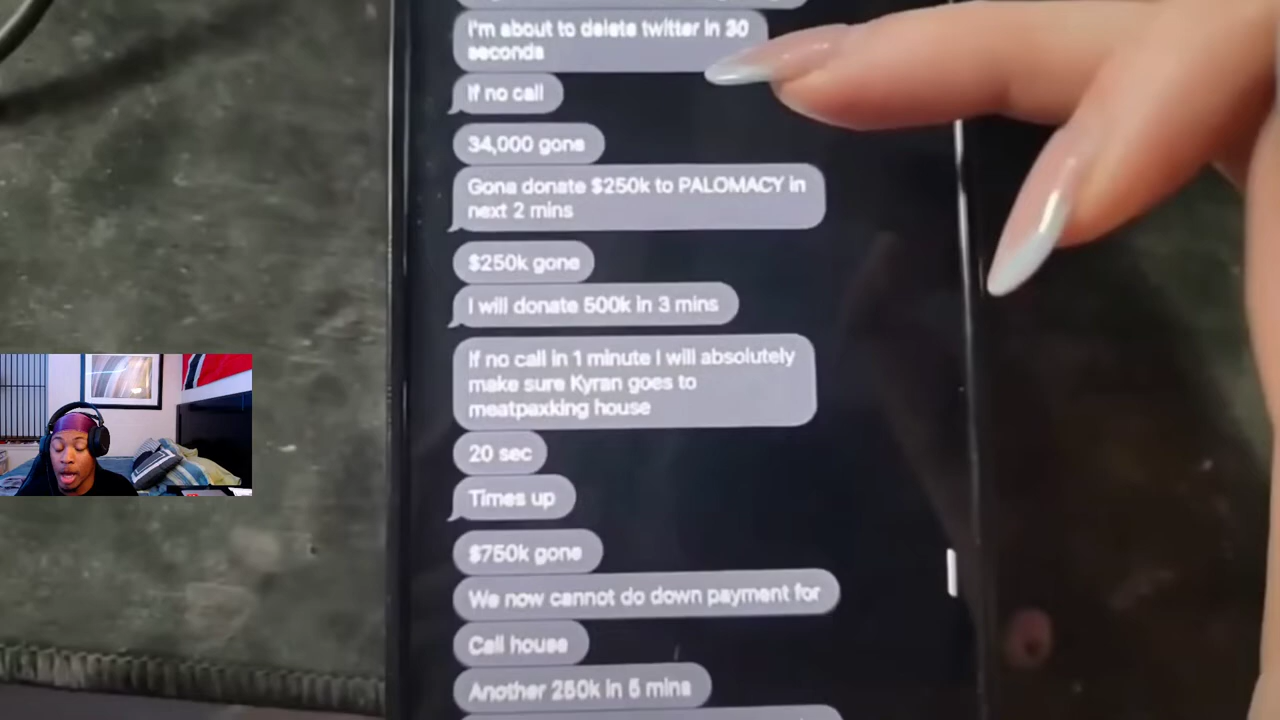 I'm about to delete twitter in 30
seconds
If no call
34,000 gone
Gona donate $250k to PALOMACY in
next 2 mins
$250k gone
I will donate 500k in 3 mins
If no call in 1 minute I will absolutely
make sure Kyran goes to
meatpaxking house
20 sec
Times up
$750k gone
We now cannot do down payment for
Call house
Another 250k in 5 mins